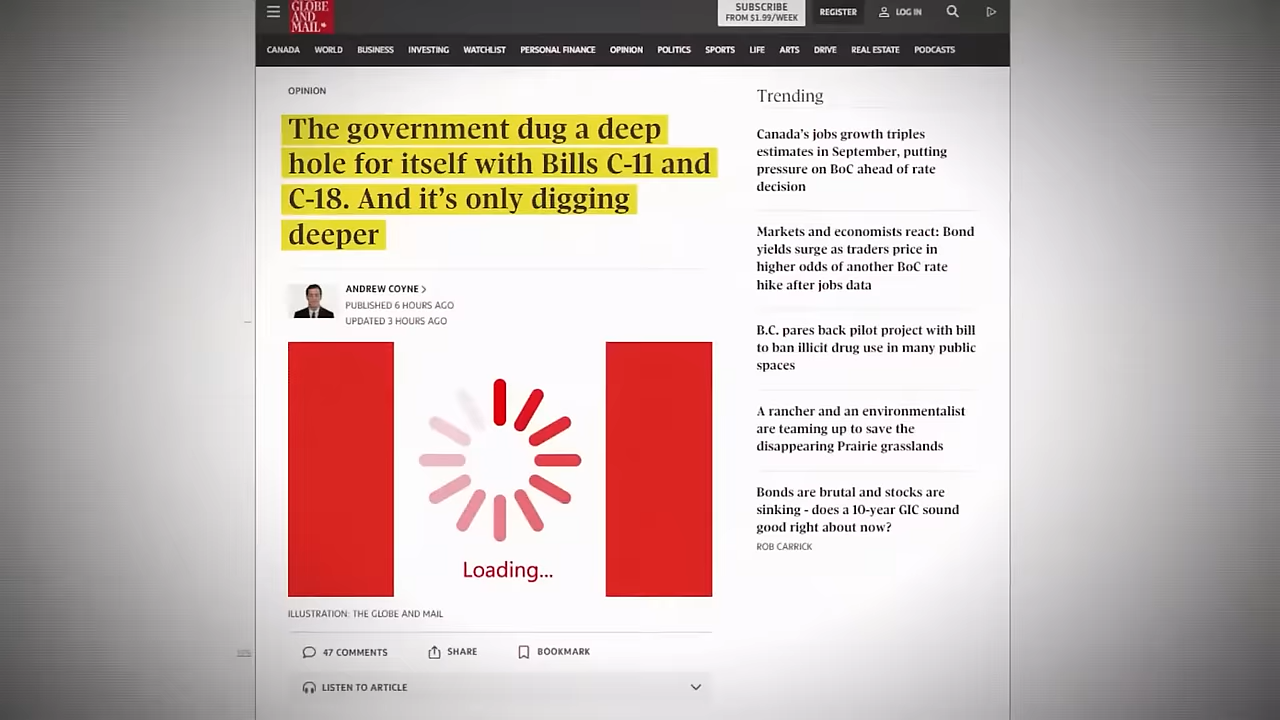 GLOBE
AND
MAIL
SUBSCRIBE
FROM $1.99/WEEK
REGISTER
LOG IN
CANADA WORLD BUSINESS INVESTING WATCHLIST PERSONAL FINANCE OPINION POLITICS SPORTS LIFE ARTS DRIVE REAL ESTATE PODCASTS
OPINION
The government dug a deep
hole for itself with Bills C-11 and
C-18. And it’s only digging
deeper
ANDREW COYNE
PUBLISHED 6 HOURS AGO
UPDATED 3 HOURS AGO
Loading...
ILLUSTRATION: THE GLOBE AND MAIL
47 COMMENTS SHARE BOOKMARK
LISTEN TO ARTICLE
Trending
Canada’s jobs growth triples
estimates in September, putting
pressure on BoC ahead of rate
decision
Markets and economists react: Bond
yields surge as traders price in
higher odds of another BoC rate
hike after jobs data
B.C. pares back pilot project with bill
to ban illicit drug use in many public
spaces
A rancher and an environmentalist
are teaming up to save the
disappearing Prairie grasslands
Bonds are brutal and stocks are
sinking - does a 10-year GIC sound
good right about now?
ROB CARRICK